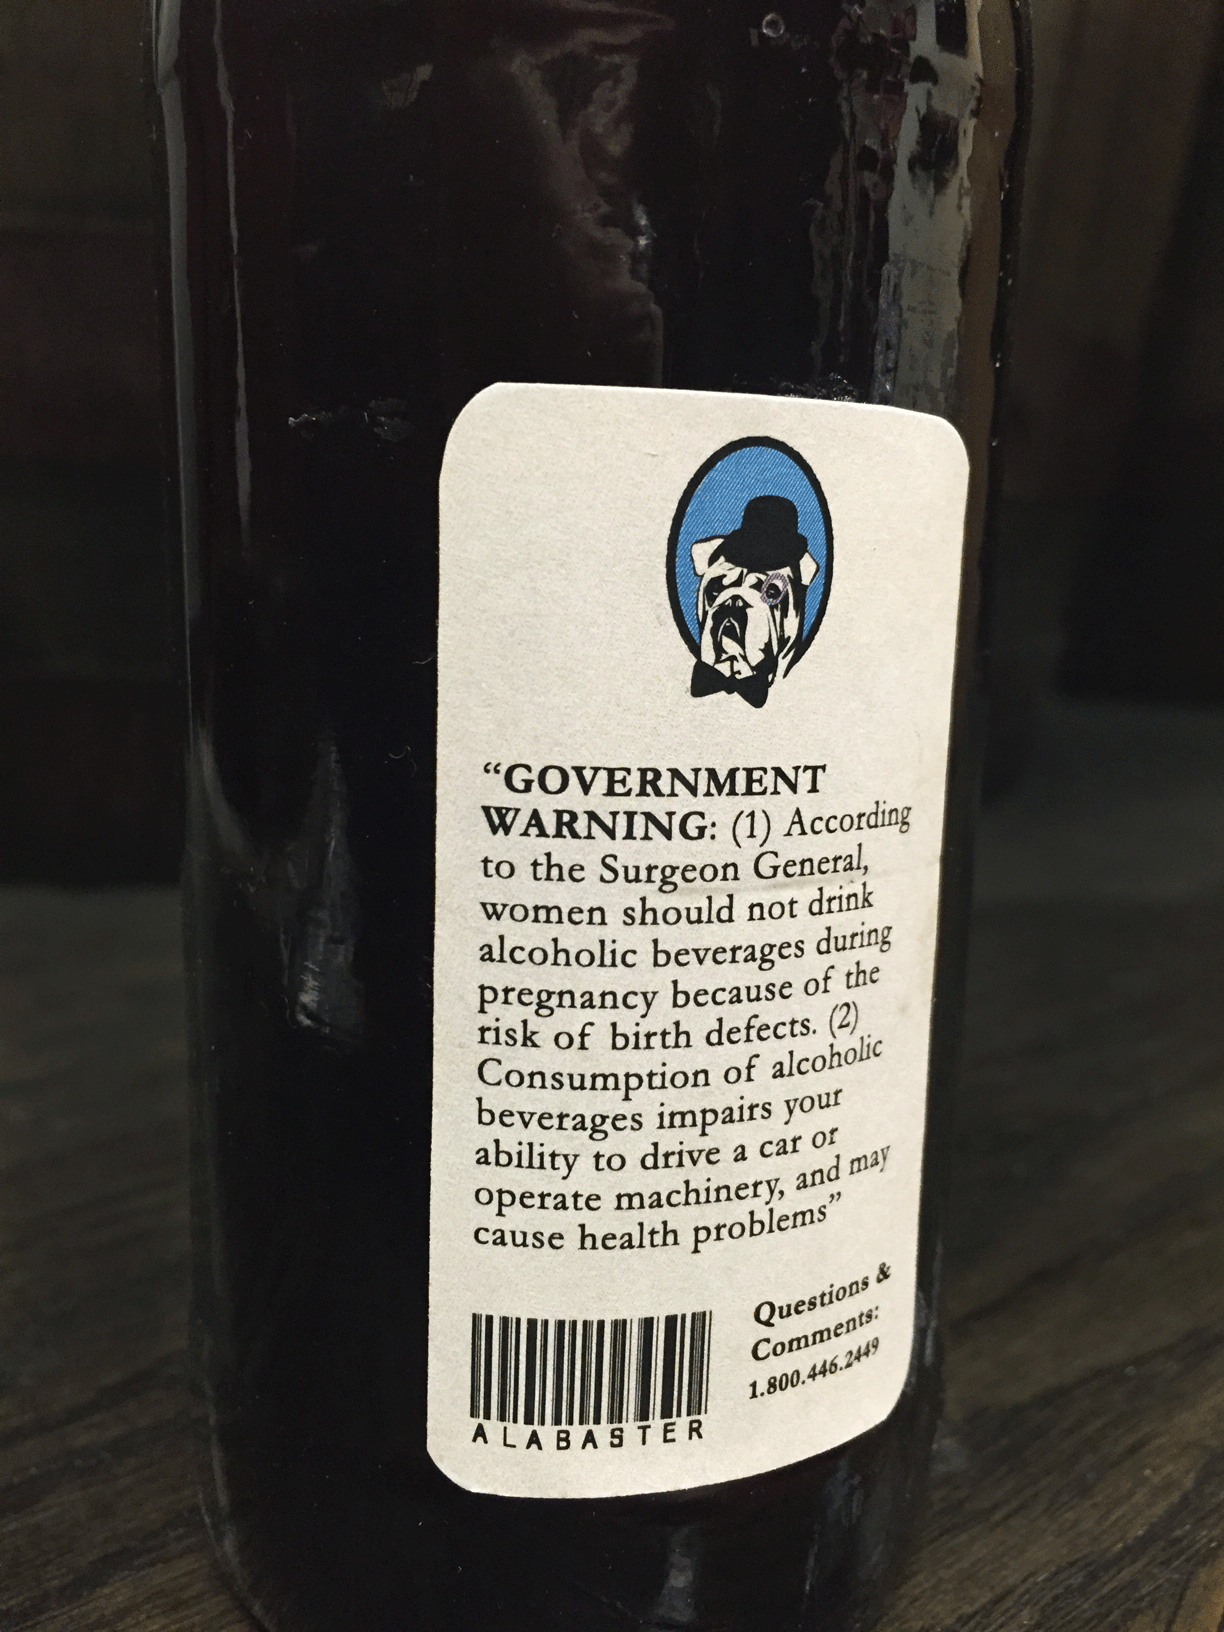 “GOVERNMENT
WARNING: (1) According
to the Surgeon General,
women should not drink
alcoholic beverages during
pregnancy because of the
risk of birth defects. (2)
Consumption of alcoholic
beverages impairs your
ability to drive a car or
operate machinery, and may
cause health problems”
Questions &
Comments:
1.800.446.2449
ALABASTER